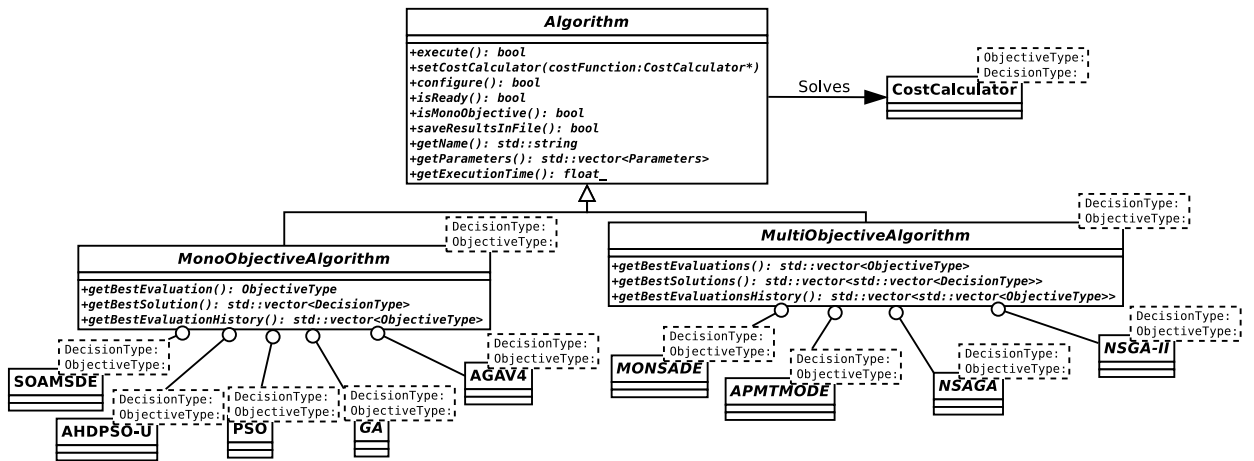 Algorithm
+execute(): bool
+setCostCalculator(costFunction:CostCalculator*)
+configure(): bool
+isReady(): bool
+isMonoObjective(): bool
+saveResultsInFile(): bool
+getName(): std::string
+getParameters(): std::vector<Parameters>
+getExecutionTime(): float_
Solves
ObjectiveType:
DecisionType:
CostCalculator
DecisionType:
ObjectiveType:
MonoObjectiveAlgorithm
+getBestEvaluation(): ObjectiveType
+getBestSolution(): std::vector<DecisionType>
+getBestEvaluationHistory(): std::vector<ObjectiveType>
DecisionType:
ObjectiveType:
MultiObjectiveAlgorithm
+getBestEvaluations(): std::vector<ObjectiveType>
+getBestSolutions(): std::vector<std::vector<DecisionType>>
+getBestEvaluationsHistory(): std::vector<std::vector<ObjectiveType>>
DecisionType:
ObjectiveType:
SOAMSDE
DecisionType:
ObjectiveType:
AHDPSO-U
DecisionType:
ObjectiveType:
PSO
DecisionType:
ObjectiveType:
GA
DecisionType:
ObjectiveType:
AGAV4
DecisionType:
ObjectiveType:
MONSADE
DecisionType:
ObjectiveType:
APMTMODE
DecisionType:
ObjectiveType:
NSAGA
DecisionType:
ObjectiveType:
NSGA-II